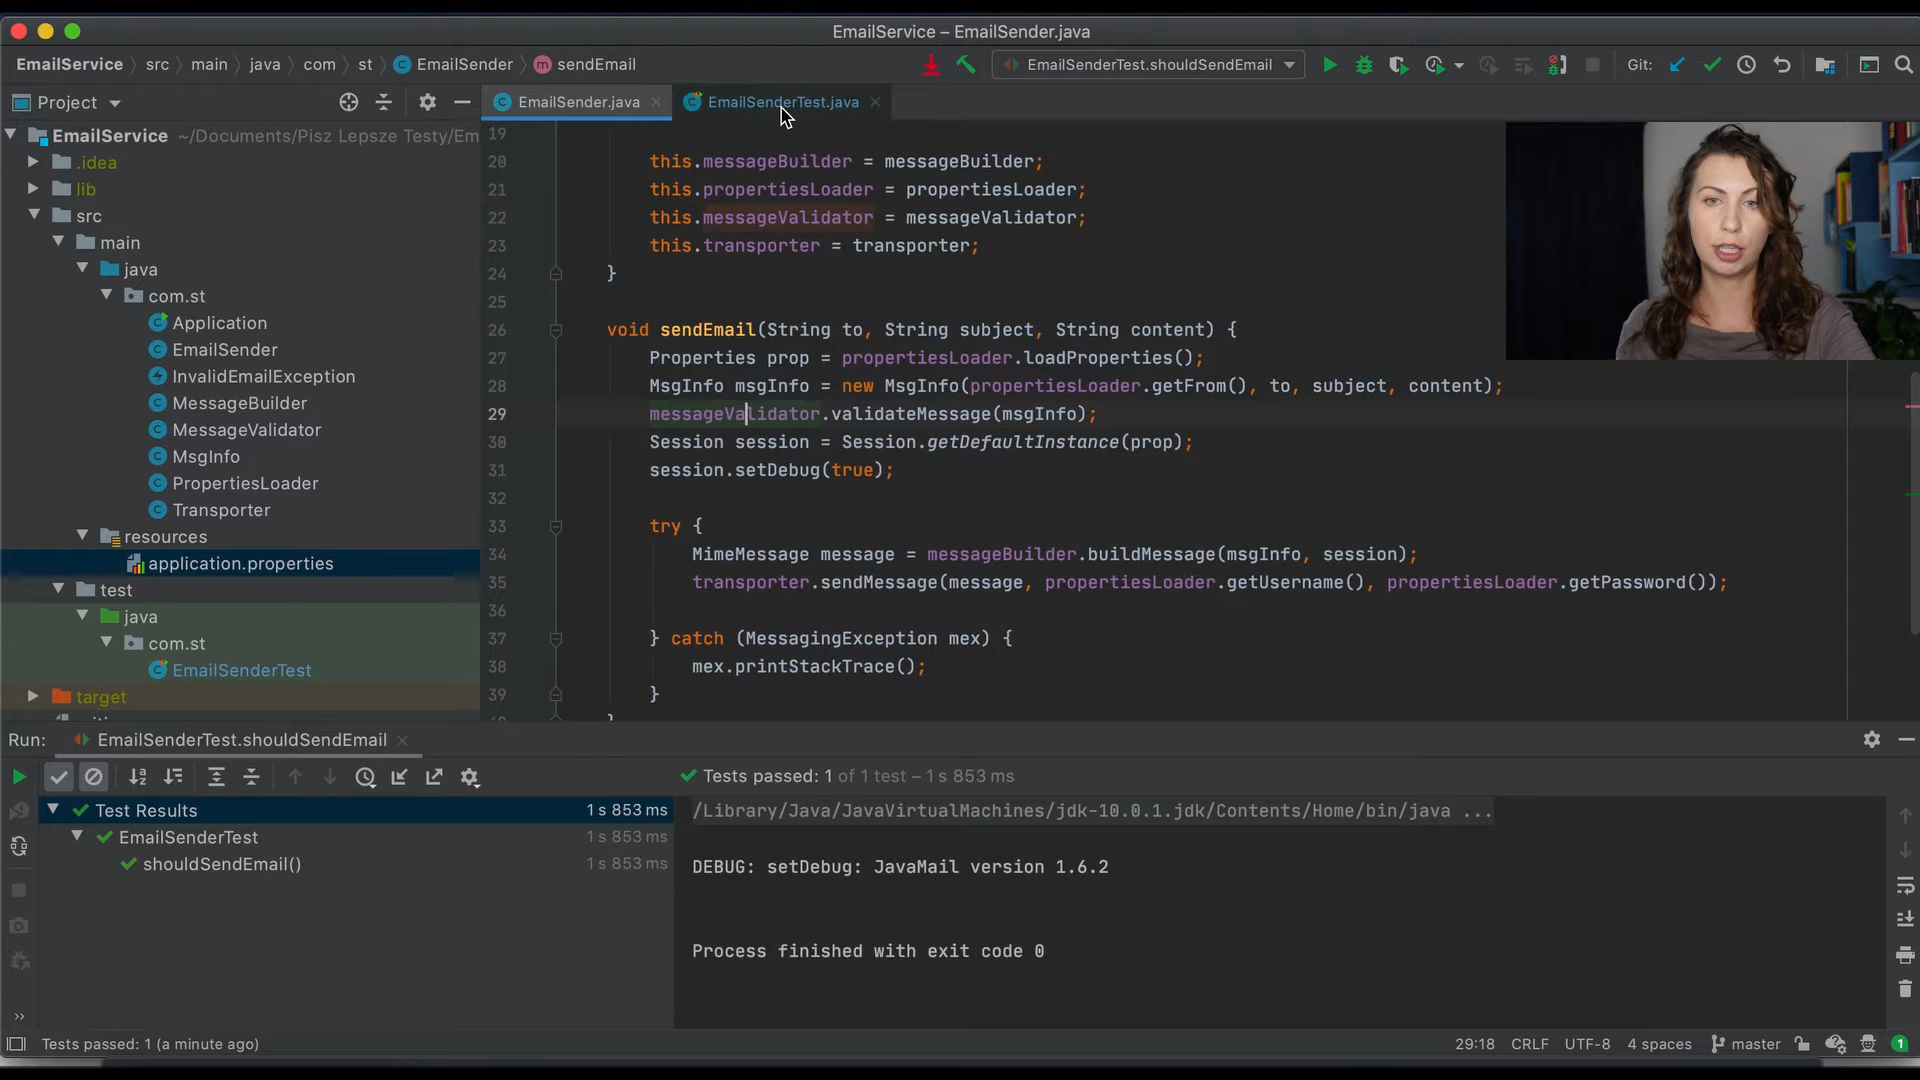 EmailService – EmailSender.java
EmailService src main java com st EmailSender sendEmail
EmailSenderTest.shouldSendEmail
Git:
Project
EmailSender.java
EmailSenderTest.java
EmailService ~/Documents/Pisz Lepsze Testy/Em
.idea
lib
src
main
java
com.st
Application
EmailSender
InvalidEmailException
MessageBuilder
MessageValidator
MsgInfo
PropertiesLoader
Transporter
resources
application.properties
test
java
com.st
EmailSenderTest
target
19
20 this.messageBuilder = messageBuilder;
21 this.propertiesLoader = propertiesLoader;
22 this.messageValidator = messageValidator;
23 this.transporter = transporter;
24 }
25
26 void sendEmail(String to, String subject, String content) {
27 Properties prop = propertiesLoader.loadProperties();
28 MsgInfo msgInfo = new MsgInfo(propertiesLoader.getFrom(), to, subject, content);
29 messageValidator.validateMessage(msgInfo);
30 Session session = Session.getDefaultInstance(prop);
31 session.setDebug(true);
32
33 try {
34 MimeMessage message = messageBuilder.buildMessage(msgInfo, session);
35 transporter.sendMessage(message, propertiesLoader.getUsername(), propertiesLoader.getPassword());
36
37 } catch (MessagingException mex) {
38 mex.printStackTrace();
39 }
Run: EmailSenderTest.shouldSendEmail
Tests passed: 1 of 1 test – 1 s 853 ms
Test Results 1 s 853 ms
EmailSenderTest 1 s 853 ms
shouldSendEmail() 1 s 853 ms
/Library/Java/JavaVirtualMachines/jdk-10.0.1.jdk/Contents/Home/bin/java ...
DEBUG: setDebug: JavaMail version 1.6.2
Process finished with exit code 0
Tests passed: 1 (a minute ago)
29:18 CRLF UTF-8 4 spaces master 1